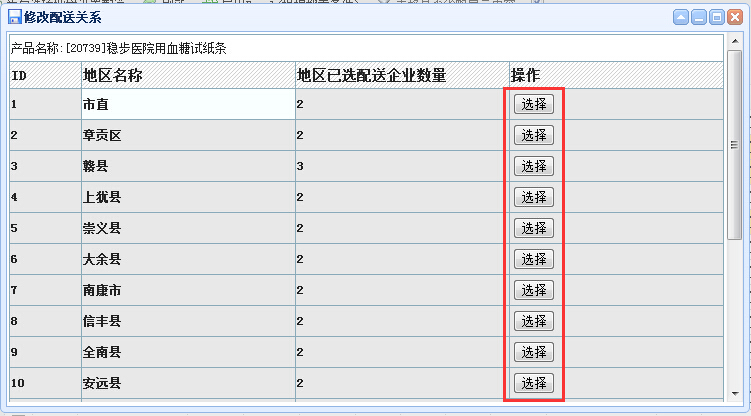 修改配送关系
产品名称: [20739]稳步医院用血糖试纸条
ID 地区名称 地区已选配送企业数量 操作
1 市直 2 选择
2 章贡区 2 选择
3 赣县 3 选择
4 上犹县 2 选择
5 崇义县 2 选择
6 大余县 2 选择
7 南康市 2 选择
8 信丰县 2 选择
9 全南县 2 选择
10 安远县 2 选择